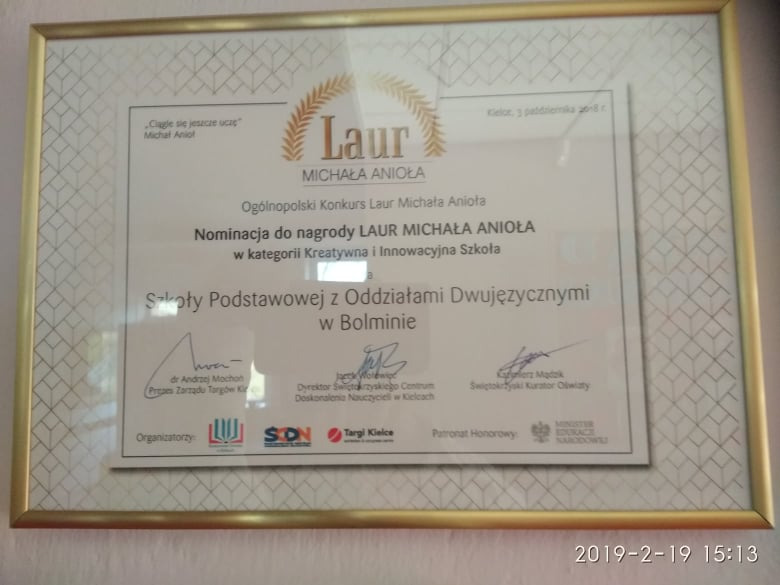 „Ciągle się jeszcze uczę”
Michał Anioł
Kielce, 3 października 2018 r.
Laur
MICHAŁA ANIOŁA
Ogólnopolski Konkurs Laur Michała Anioła
Nominacja do nagrody LAUR MICHAŁA ANIOŁA
w kategorii Kreatywna i Innowacyjna Szkoła
Szkoły Podstawowej z Oddziałami Dwujęzycznymi
w Bolminie
dr Andrzej Mochoń
Prezes Zarządu Targów
Jacek Wołowiec
Dyrektor Świętokrzyskiego Centrum
Doskonalenia Nauczycieli w Kielcach
Kazimierz Mądzik
Świętokrzyski Kurator Oświaty
Organizatorzy:
SCDN
Targi Kielce
Patronat Honorowy:
MINISTER
EDUKACJI
NARODOWEJ
2019-2-19 15:13